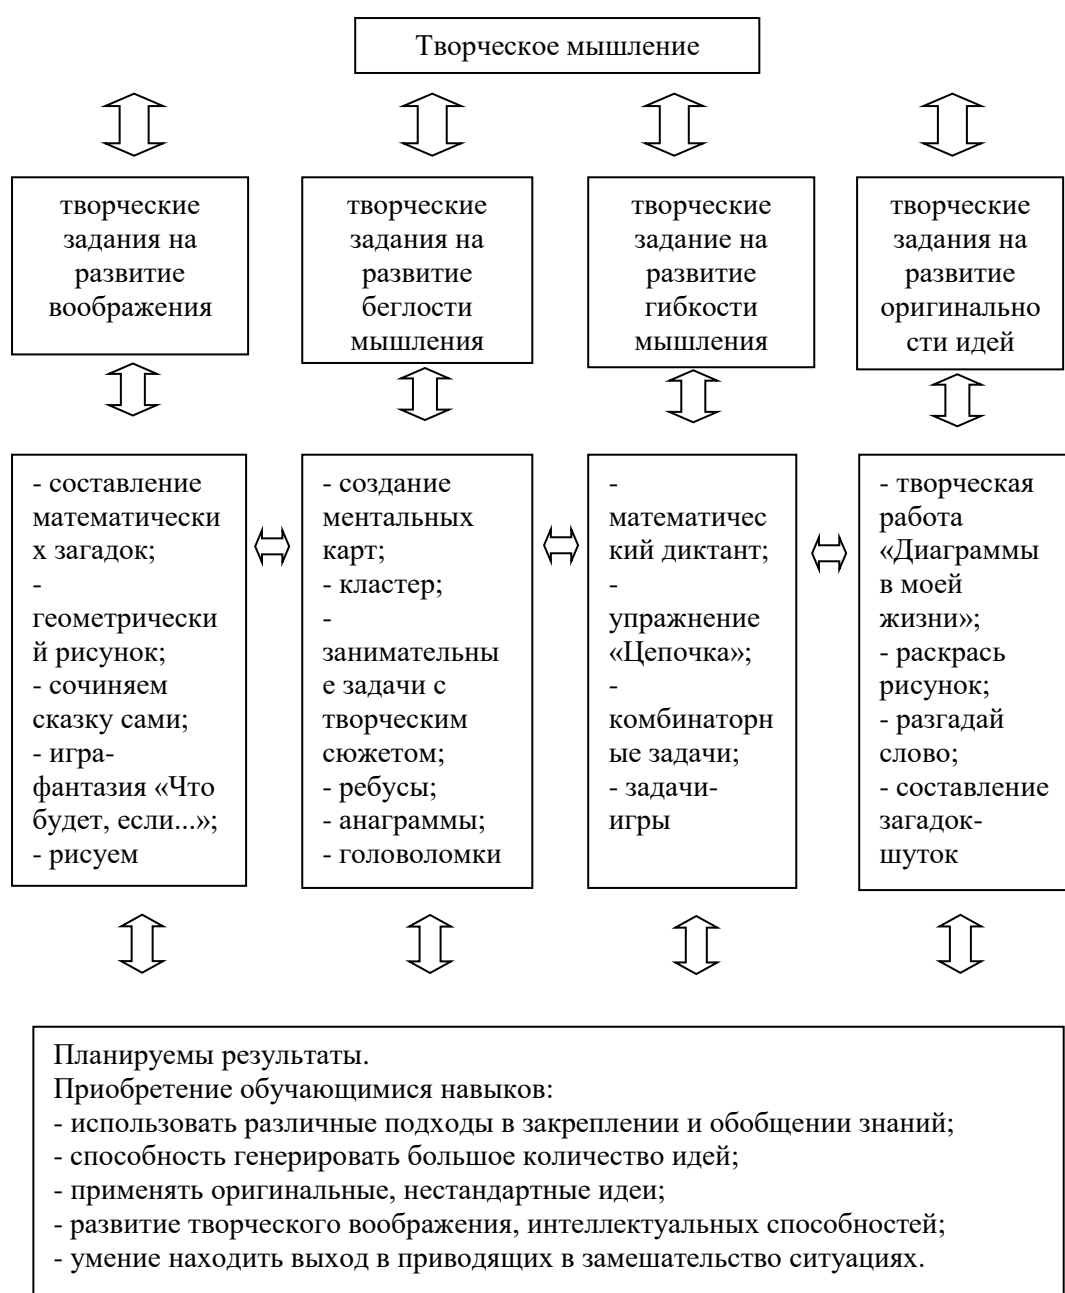 Творческое мышление
творческие
задания на
развитие
воображения
творческие
задания на
развитие
беглости
мышления
творческие
задание на
развитие
гибкости
мышления
творческие
задания на
развитие
оригинально
сти идей
- составление
математически
х загадок;
-
геометрически
й рисунок;
- сочиняем
сказку сами;
- игра-
фантазия «Что
будет, если...»;
- рисуем
- создание
ментальных
карт;
- кластер;
-
занимательны
е задачи с
творческим
сюжетом;
- ребусы;
- анаграммы;
- головоломки
-
математичес
кий диктант;
-
упражнение
«Цепочка»;
-
комбинаторн
ые задачи;
- задачи-
игры
- творческая
работа
«Диаграммы
в моей
жизни»;
- раскрась
рисунок;
- разгадай
слово;
- составление
загадок-
шуток
Планируемы результаты.
Приобретение обучающимися навыков:
- использовать различные подходы в закреплении и обобщении знаний;
- способность генерировать большое количество идей;
- применять оригинальные, нестандартные идеи;
- развитие творческого воображения, интеллектуальных способностей;
- умение находить выход в приводящих в замешательство ситуациях.